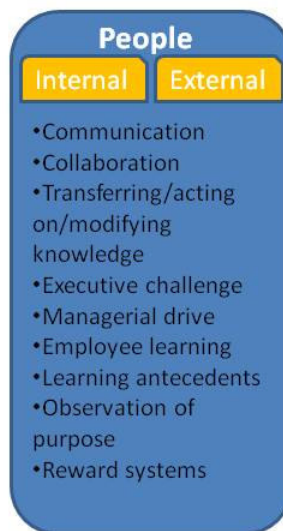 People
Internal External
•Communication
•Collaboration
•Transferring/acting
on/modifying
knowledge
•Executive challenge
•Managerial drive
•Employee learning
•Learning antecedents
•Observation of
purpose
•Reward systems